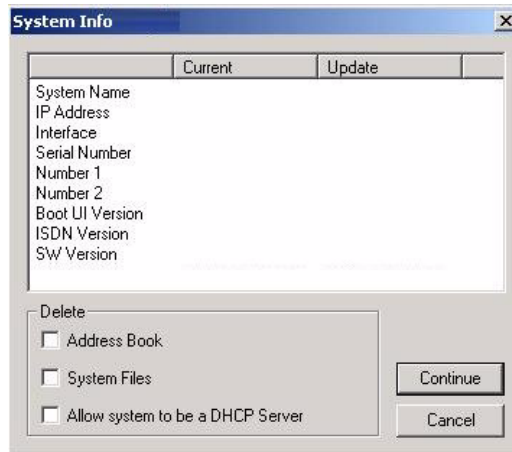 System Info
Current Update
System Name
IP Address
Interface
Serial Number
Number 1
Number 2
Boot UI Version
ISDN Version
SW Version
Delete
Address Book
System Files
Allow system to be a DHCP Server
Continue
Cancel